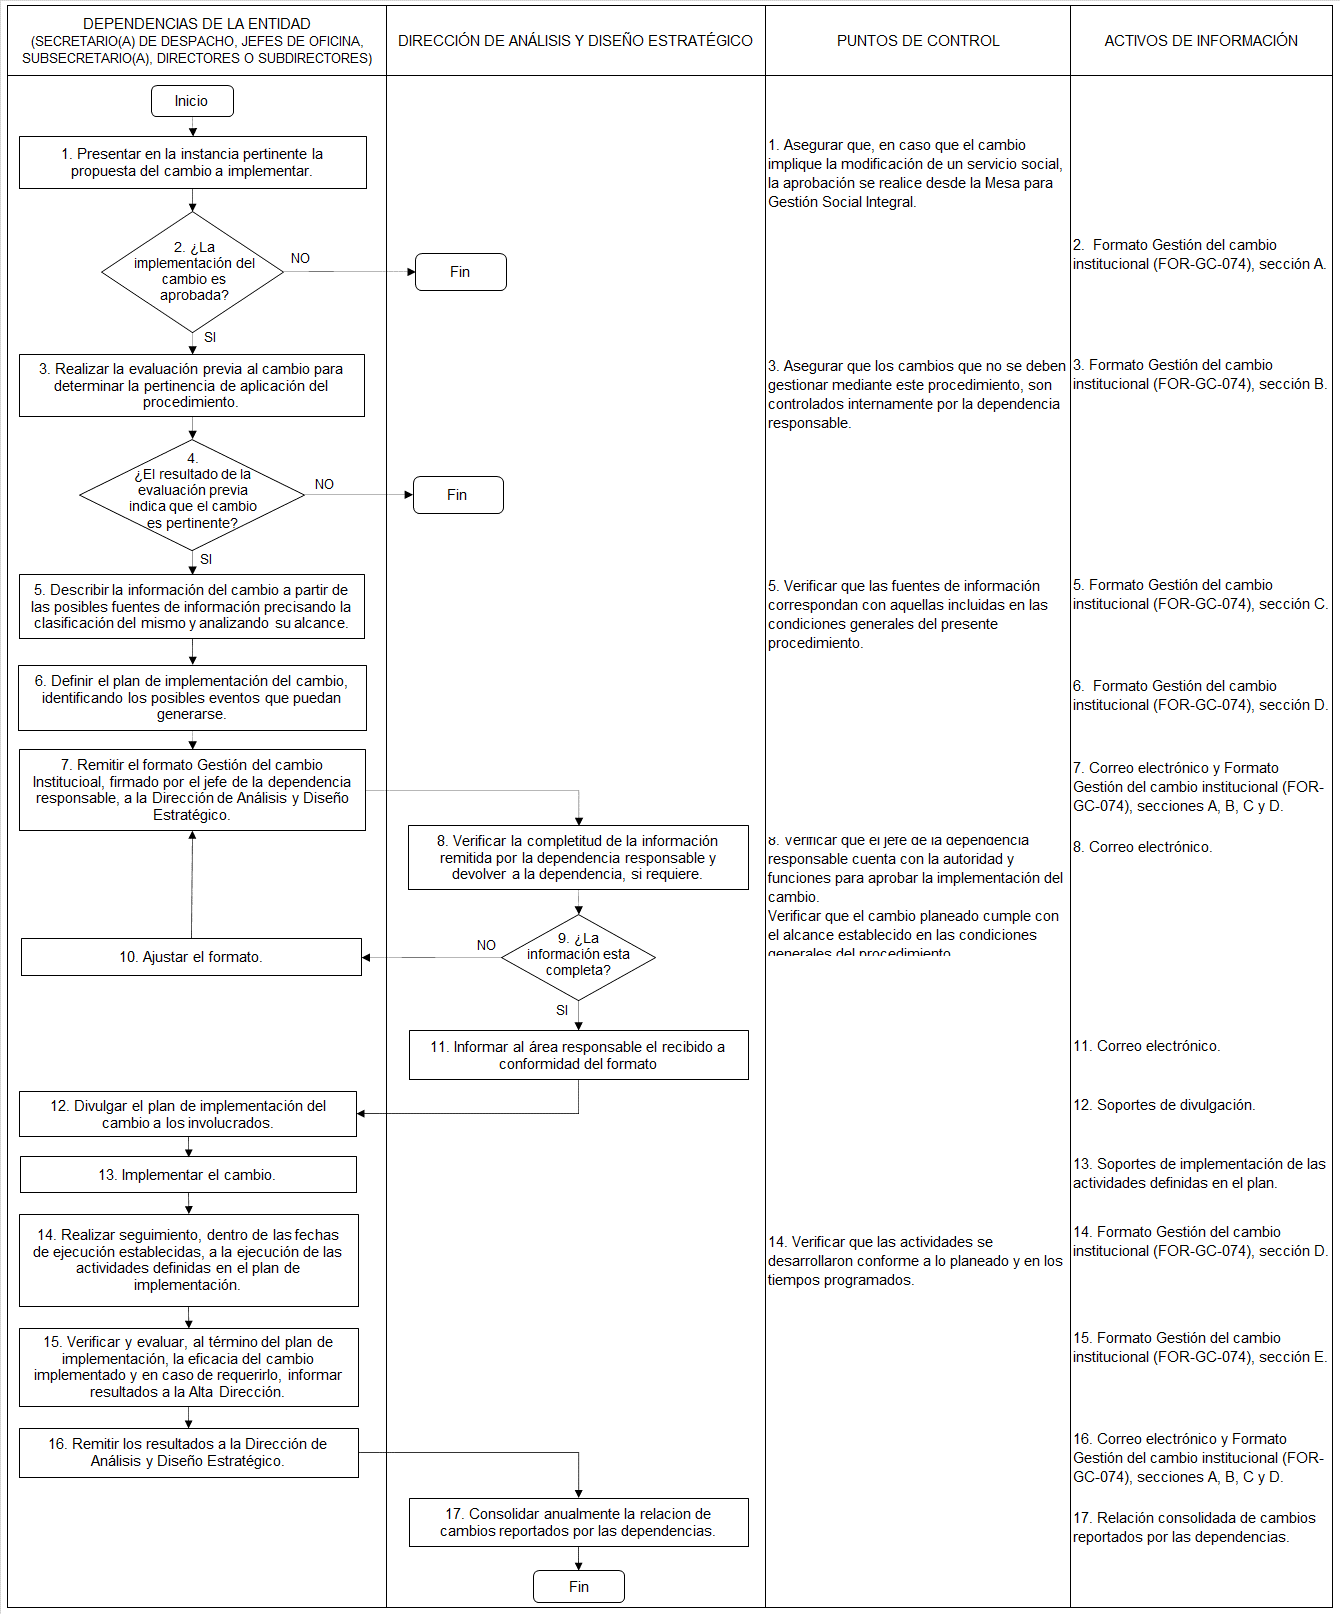 DEPENDENCIAS DE LA ENTIDAD
(SECRETARIO(A) DE DESPACHO, JEFES DE OFICINA,
SUBSECRETARIO(A), DIRECTORES O SUBDIRECTORES)
DIRECCIÓN DE ANÁLISIS Y DISEÑO ESTRATÉGICO
PUNTOS DE CONTROL
ACTIVOS DE INFORMACIÓN
Inicio
1. Presentar en la instancia pertinente la
propuesta del cambio a implementar.
1. Asegurar que, en caso que el cambio
implique la modificación de un servicio social,
la aprobación se realice desde la Mesa para
Gestión Social Integral.
2. ¿La
implementación del
cambio es
aprobada?
NO
Fin
2.  Formato Gestión del cambio
institucional (FOR-GC-074), sección A.
SI
3. Realizar la evaluación previa al cambio para
determinar la pertinencia de aplicación del
procedimiento.
3. Asegurar que los cambios que no se deben
gestionar mediante este procedimiento, son
controlados internamente por la dependencia
responsable.
3. Formato Gestión del cambio
institucional (FOR-GC-074), sección B.
4.
¿El resultado de la
evaluación previa
indica que el cambio
es pertinente?
NO
Fin
SI
5. Describir la información del cambio a partir de
las posibles fuentes de información precisando la
clasificación del mismo y analizando su alcance.
5. Verificar que las fuentes de información
correspondan con aquellas incluidas en las
condiciones generales del presente
procedimiento.
5. Formato Gestión del cambio
institucional (FOR-GC-074), sección C.
6. Definir el plan de implementación del cambio,
identificando los posibles eventos que puedan
generarse.
6.  Formato Gestión del cambio
institucional (FOR-GC-074), sección D.
7. Remitir el formato Gestión del cambio
Institucioal, firmado por el jefe de la dependencia
responsable, a la Dirección de Análisis y Diseño
Estratégico.
7. Correo electrónico y Formato
Gestión del cambio institucional (FOR-
GC-074), secciones A, B, C y D.
8. Verificar la completitud de la información
remitida por la dependencia responsable y
devolver a la dependencia, si requiere.
8. Verificar que el jefe de la dependencia
responsable cuenta con la autoridad y
funciones para aprobar la implementación del
cambio.
Verificar que el cambio planeado cumple con
el alcance establecido en las condiciones
generales del procedimiento
8. Correo electrónico.
9. ¿La
información esta
completa?
NO
10. Ajustar el formato.
SI
11. Informar al área responsable el recibido a
conformidad del formato
11. Correo electrónico.
12. Divulgar el plan de implementación del
cambio a los involucrados.
12. Soportes de divulgación.
13. Implementar el cambio.
13. Soportes de implementación de las
actividades definidas en el plan.
14. Realizar seguimiento, dentro de las fechas
de ejecución establecidas, a la ejecución de las
actividades definidas en el plan de
implementación.
14. Verificar que las actividades se
desarrollaron conforme a lo planeado y en los
tiempos programados.
14. Formato Gestión del cambio
institucional (FOR-GC-074), sección D.
15. Verificar y evaluar, al término del plan de
implementación, la eficacia del cambio
implementado y en caso de requerirlo, informar
resultados a la Alta Dirección.
15. Formato Gestión del cambio
institucional (FOR-GC-074), sección E.
16. Remitir los resultados a la Dirección de
Análisis y Diseño Estratégico.
16. Correo electrónico y Formato
Gestión del cambio institucional (FOR-
GC-074), secciones A, B, C y D.
17. Consolidar anualmente la relacion de
cambios reportados por las dependencias.
17. Relación consolidada de cambios
reportados por las dependencias.
Fin